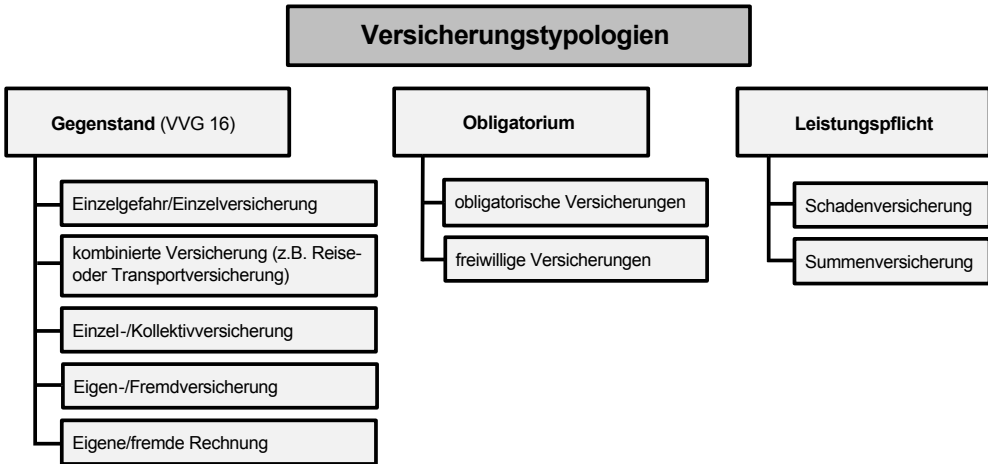 Versicherungstypologien
Gegenstand (VVG 16)
Einzelgefahr/Einzelversicherung
kombinierte Versicherung (z.B. Reise-
oder Transportversicherung)
Einzel-/Kollektivversicherung
Eigen-/Fremdversicherung
Eigene/fremde Rechnung
Obligatorium
obligatorische Versicherungen
freiwillige Versicherungen
Leistungspflicht
Schadenversicherung
Summenversicherung